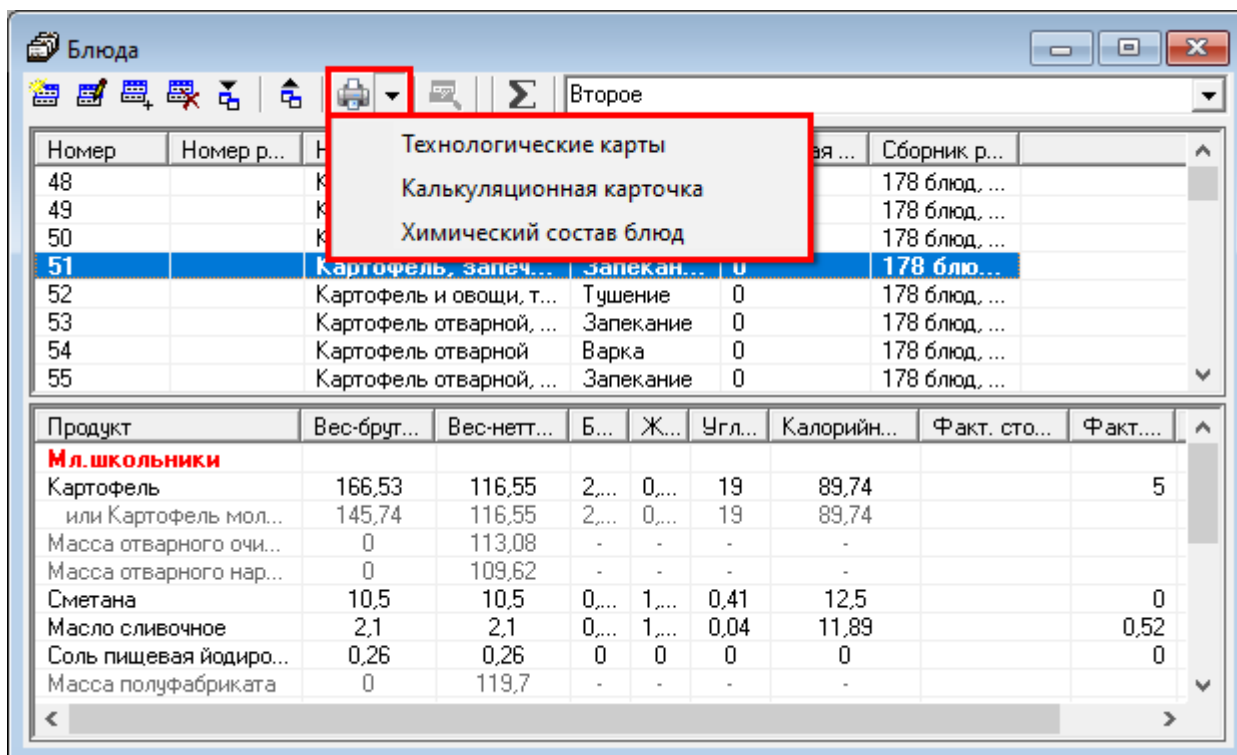 Блюда
Второе
Номер Номер р... ая ... Сборник р...
Технологические карты
Калькуляционная карточка
Химический состав блюд
48 К 178 блюд, ...
49 К 178 блюд, ...
50 К 178 блюд, ...
51 Картофель, запеч... Запекан... 0 178 блю...
52 Картофель и овощи, т... Тушение 0 178 блюд, ...
53 Картофель отварной, ... Запекание 0 178 блюд, ...
54 Картофель отварной Варка 0 178 блюд, ...
55 Картофель отварной, ... Запекание 0 178 блюд, ...
Продукт Вес-брут... Вес-нетт... Б... Ж... Угл... Калорийн... Факт. сто... Факт....
Мл.школьники
Картофель 166,53 116,55 2,... 0,... 19 89,74 5
или Картофель мол... 145,74 116,55 2,... 0,... 19 89,74
Масса отварного очи... 0 113,08 - - - -
Масса отварного нар... 0 109,62 - - - -
Сметана 10,5 10,5 0,... 1,... 0,41 12,5 0
Масло сливочное 2,1 2,1 0,... 1,... 0,04 11,89 0,52
Соль пищевая йодиро... 0,26 0,26 0 0 0 0 0
Масса полуфабриката 0 119,7 - - - -